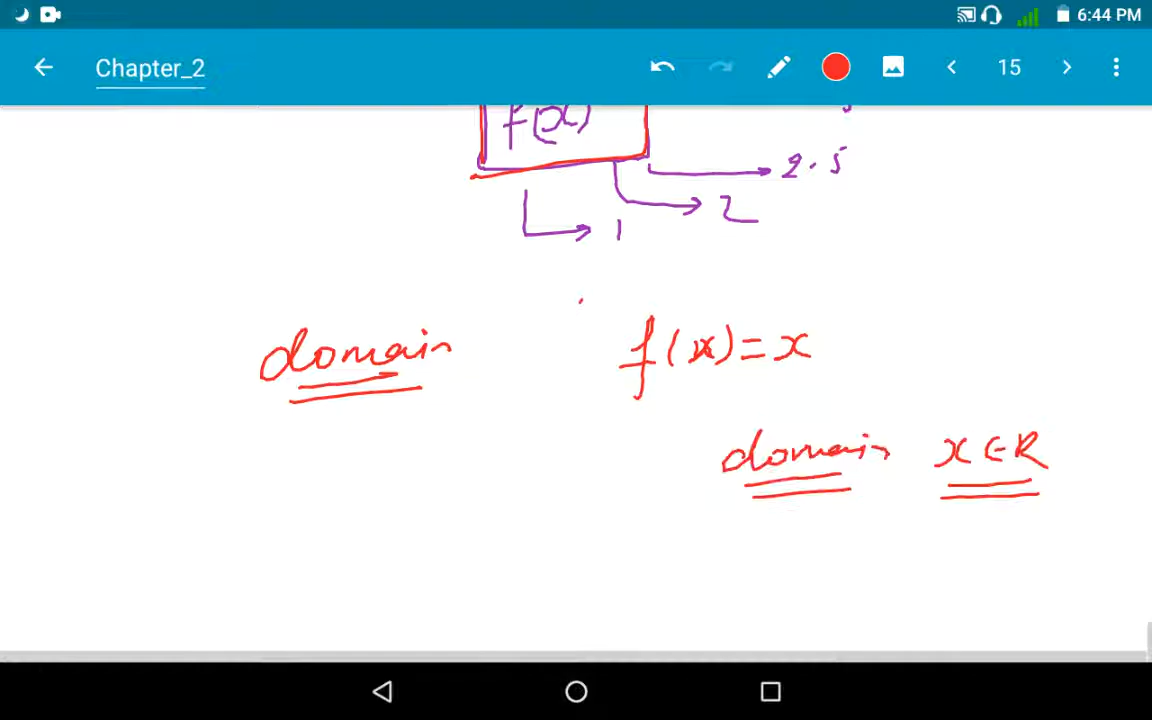 6:44 PM
Chapter_2
15
f(x)
2.5
2
1
domain f(x)=x
domain x∈R